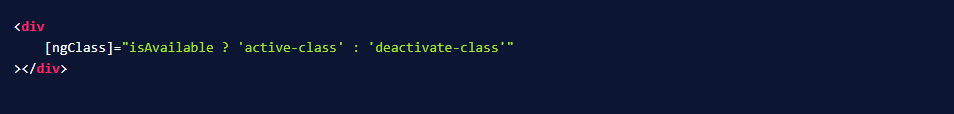 <div
[ngClass]="isAvailable ? 'active-class' : 'deactivate-class'"
></div>